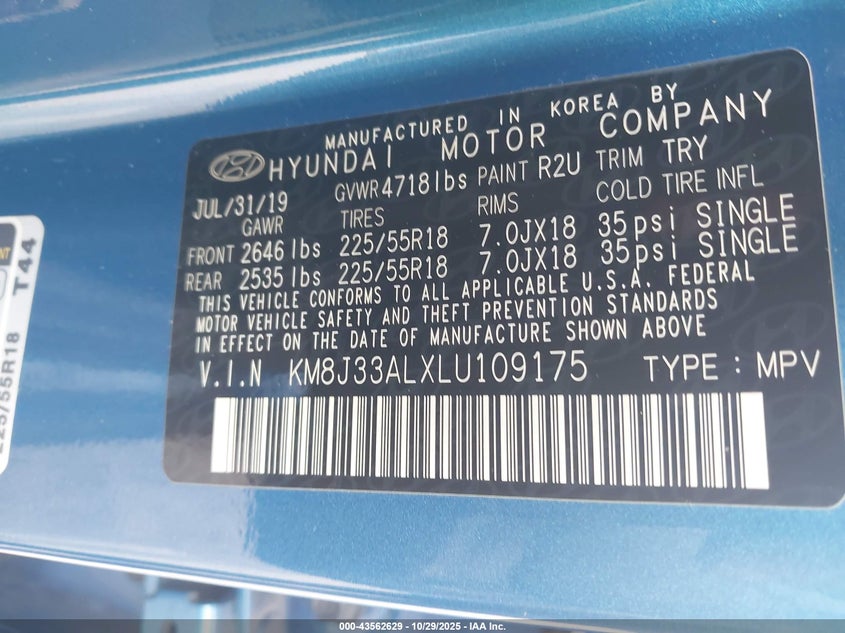 MANUFACTURED IN KOREA BY
HYUNDAI MOTOR COMPANY
JUL/31/19 GVWR 4718lbs PAINT R2U TRIM TRY
GAWR TIRES RIMS COLD TIRE INFL
FRONT 2646 lbs 225/55R18 7.0JX18 35psi SINGLE
REAR 2535 lbs 225/55R18 7.0JX18 35psi SINGLE
THIS VEHICLE CONFORMS TO ALL APPLICABLE U.S.A. FEDERAL
MOTOR VEHICLE SAFETY AND THEFT PREVENTION STANDARDS
IN EFFECT ON THE DATE OF MANUFACTURE SHOWN ABOVE
V.I.N KM8J33ALXLU109175 TYPE : MPV
225/55R18 T44
000-43562629 - 10/29/2025 - IAA Inc.